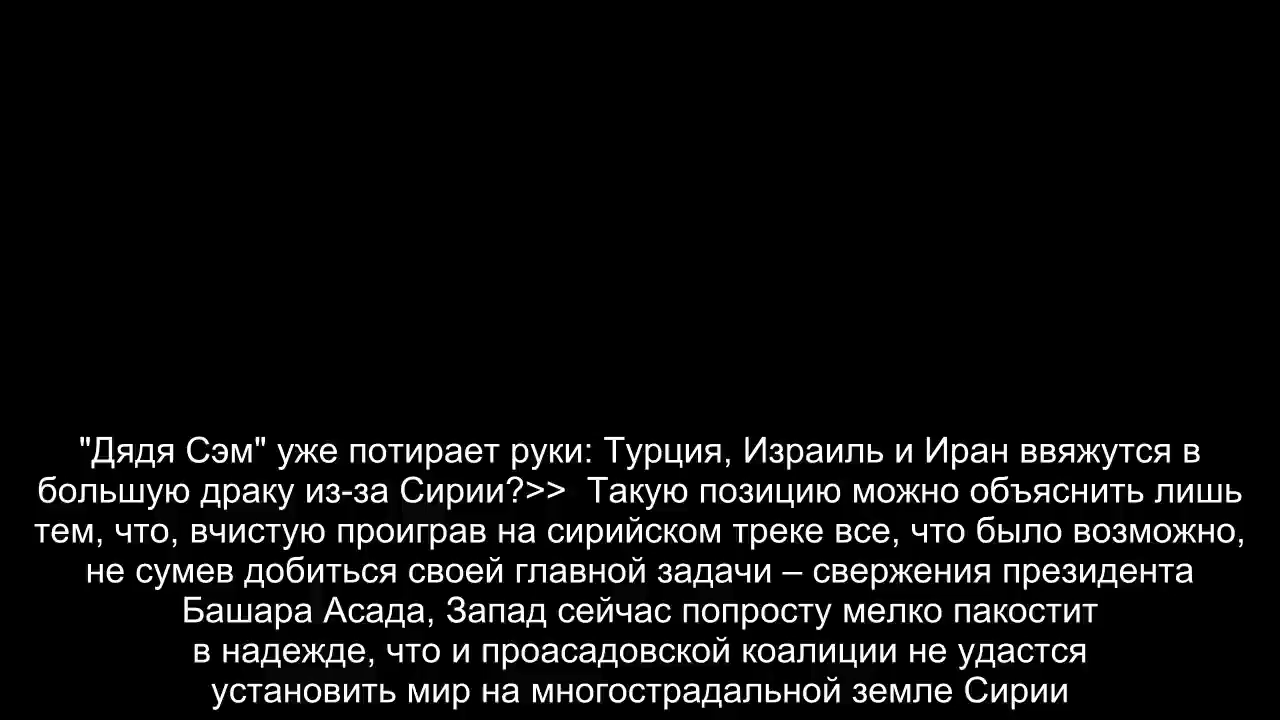 "Дядя Сэм" уже потирает руки: Турция, Израиль и Иран ввяжутся в
большую драку из-за Сирии?>>  Такую позицию можно объяснить лишь
тем, что, вчистую проиграв на сирийском треке все, что было возможно,
не сумев добиться своей главной задачи – свержения президента
Башара Асада, Запад сейчас попросту мелко пакостит
в надежде, что и проасадовской коалиции не удастся
установить мир на многострадальной земле Сирии